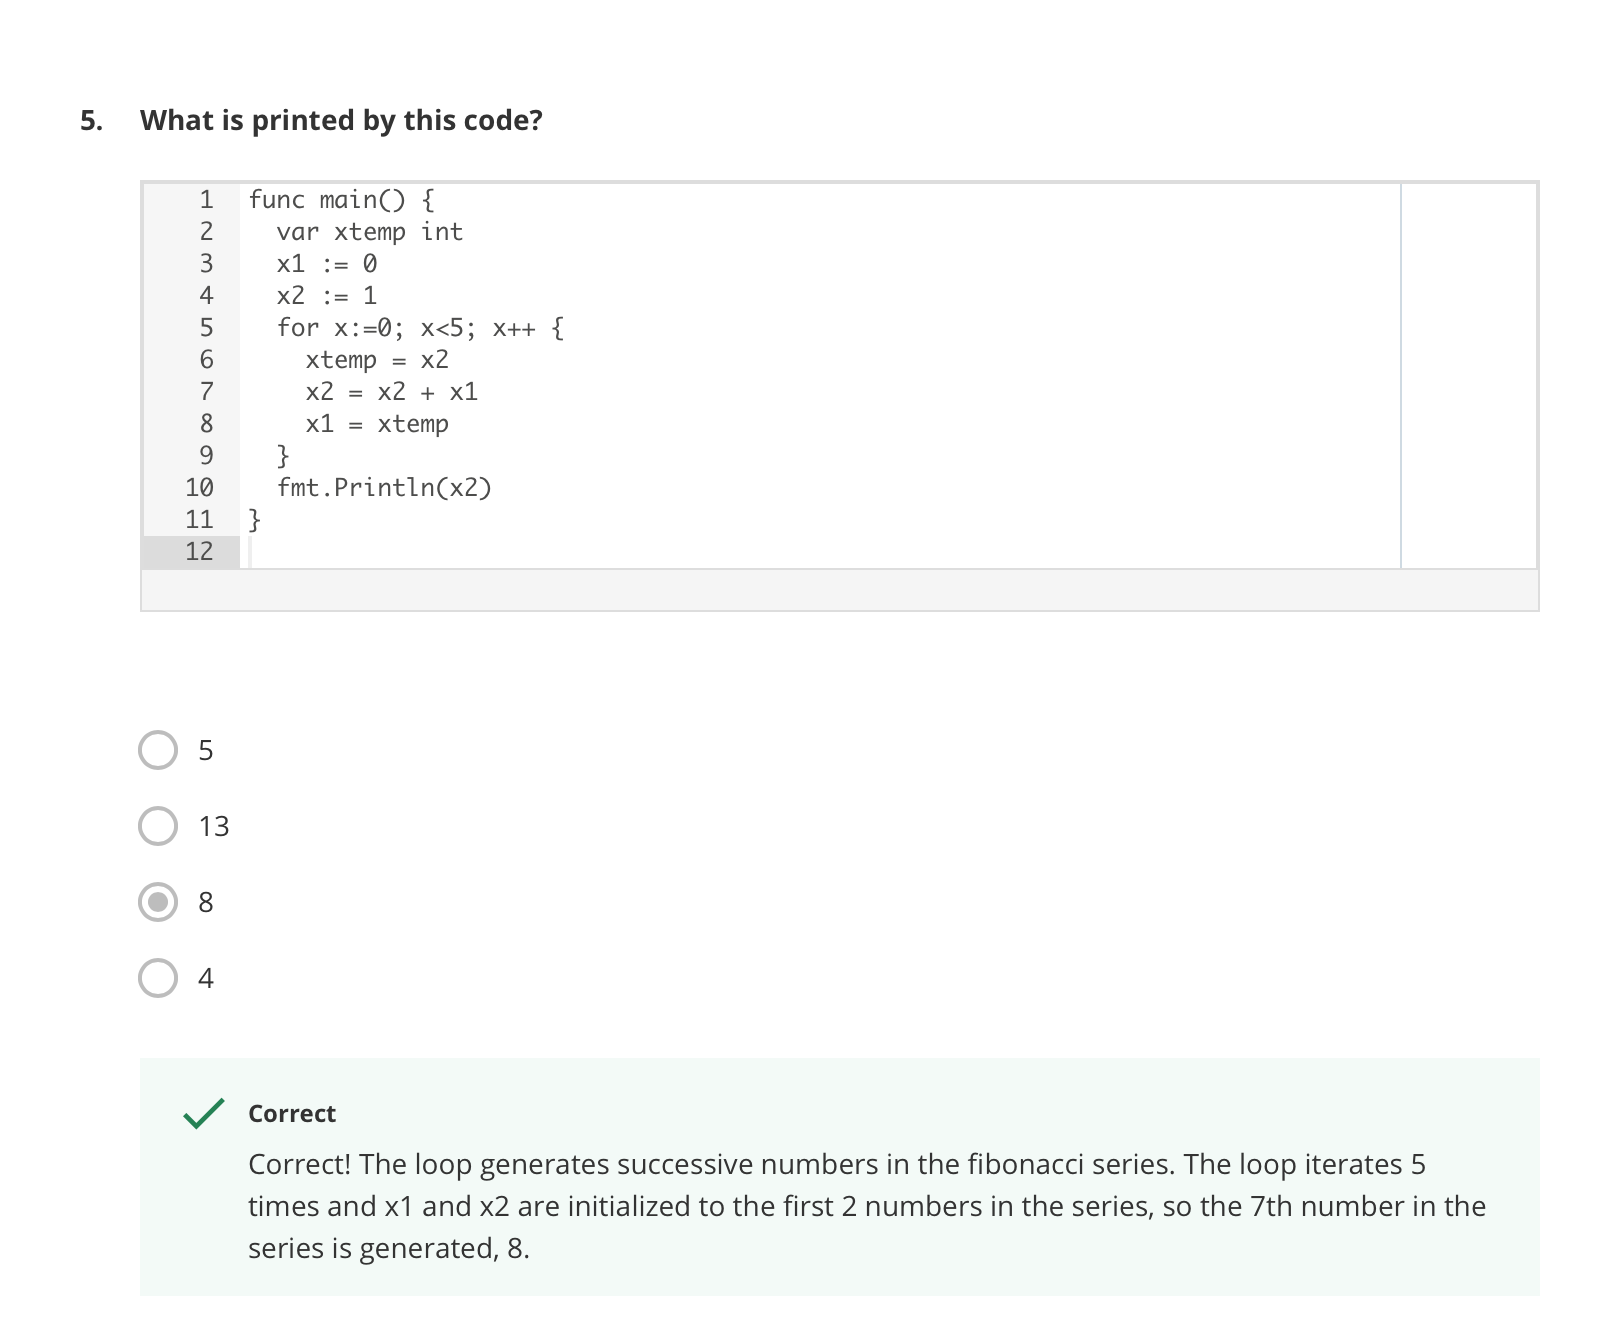 5. What is printed by this code?
1 func main() {
2   var xtemp int
3   x1 := 0
4   x2 := 1
5   for x:=0; x<5; x++ {
6     xtemp = x2
7     x2 = x2 + x1
8     x1 = xtemp
9   }
10   fmt.Println(x2)
11 }
12
5
13
8
4
Correct
Correct! The loop generates successive numbers in the fibonacci series. The loop iterates 5
times and x1 and x2 are initialized to the first 2 numbers in the series, so the 7th number in the
series is generated, 8.